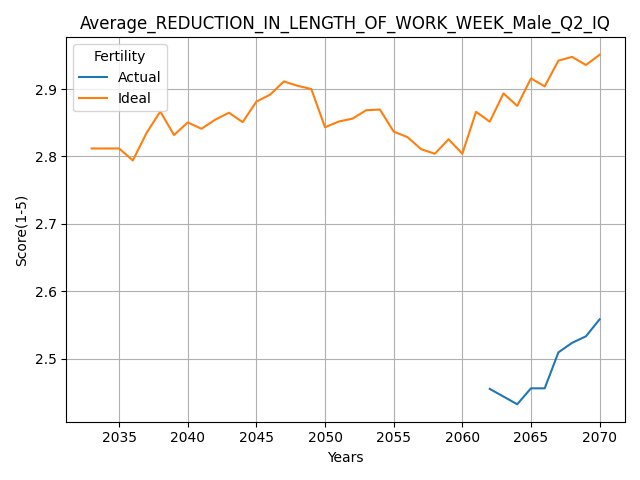 Average_REDUCTION_IN_LENGTH_OF_WORK_WEEK_Male_Q2_IQ
Fertility
Actual
Ideal
Score(1-5)
2.9
2.8
2.7
2.6
2.5
2035 2040 2045 2050 2055 2060 2065 2070
Years